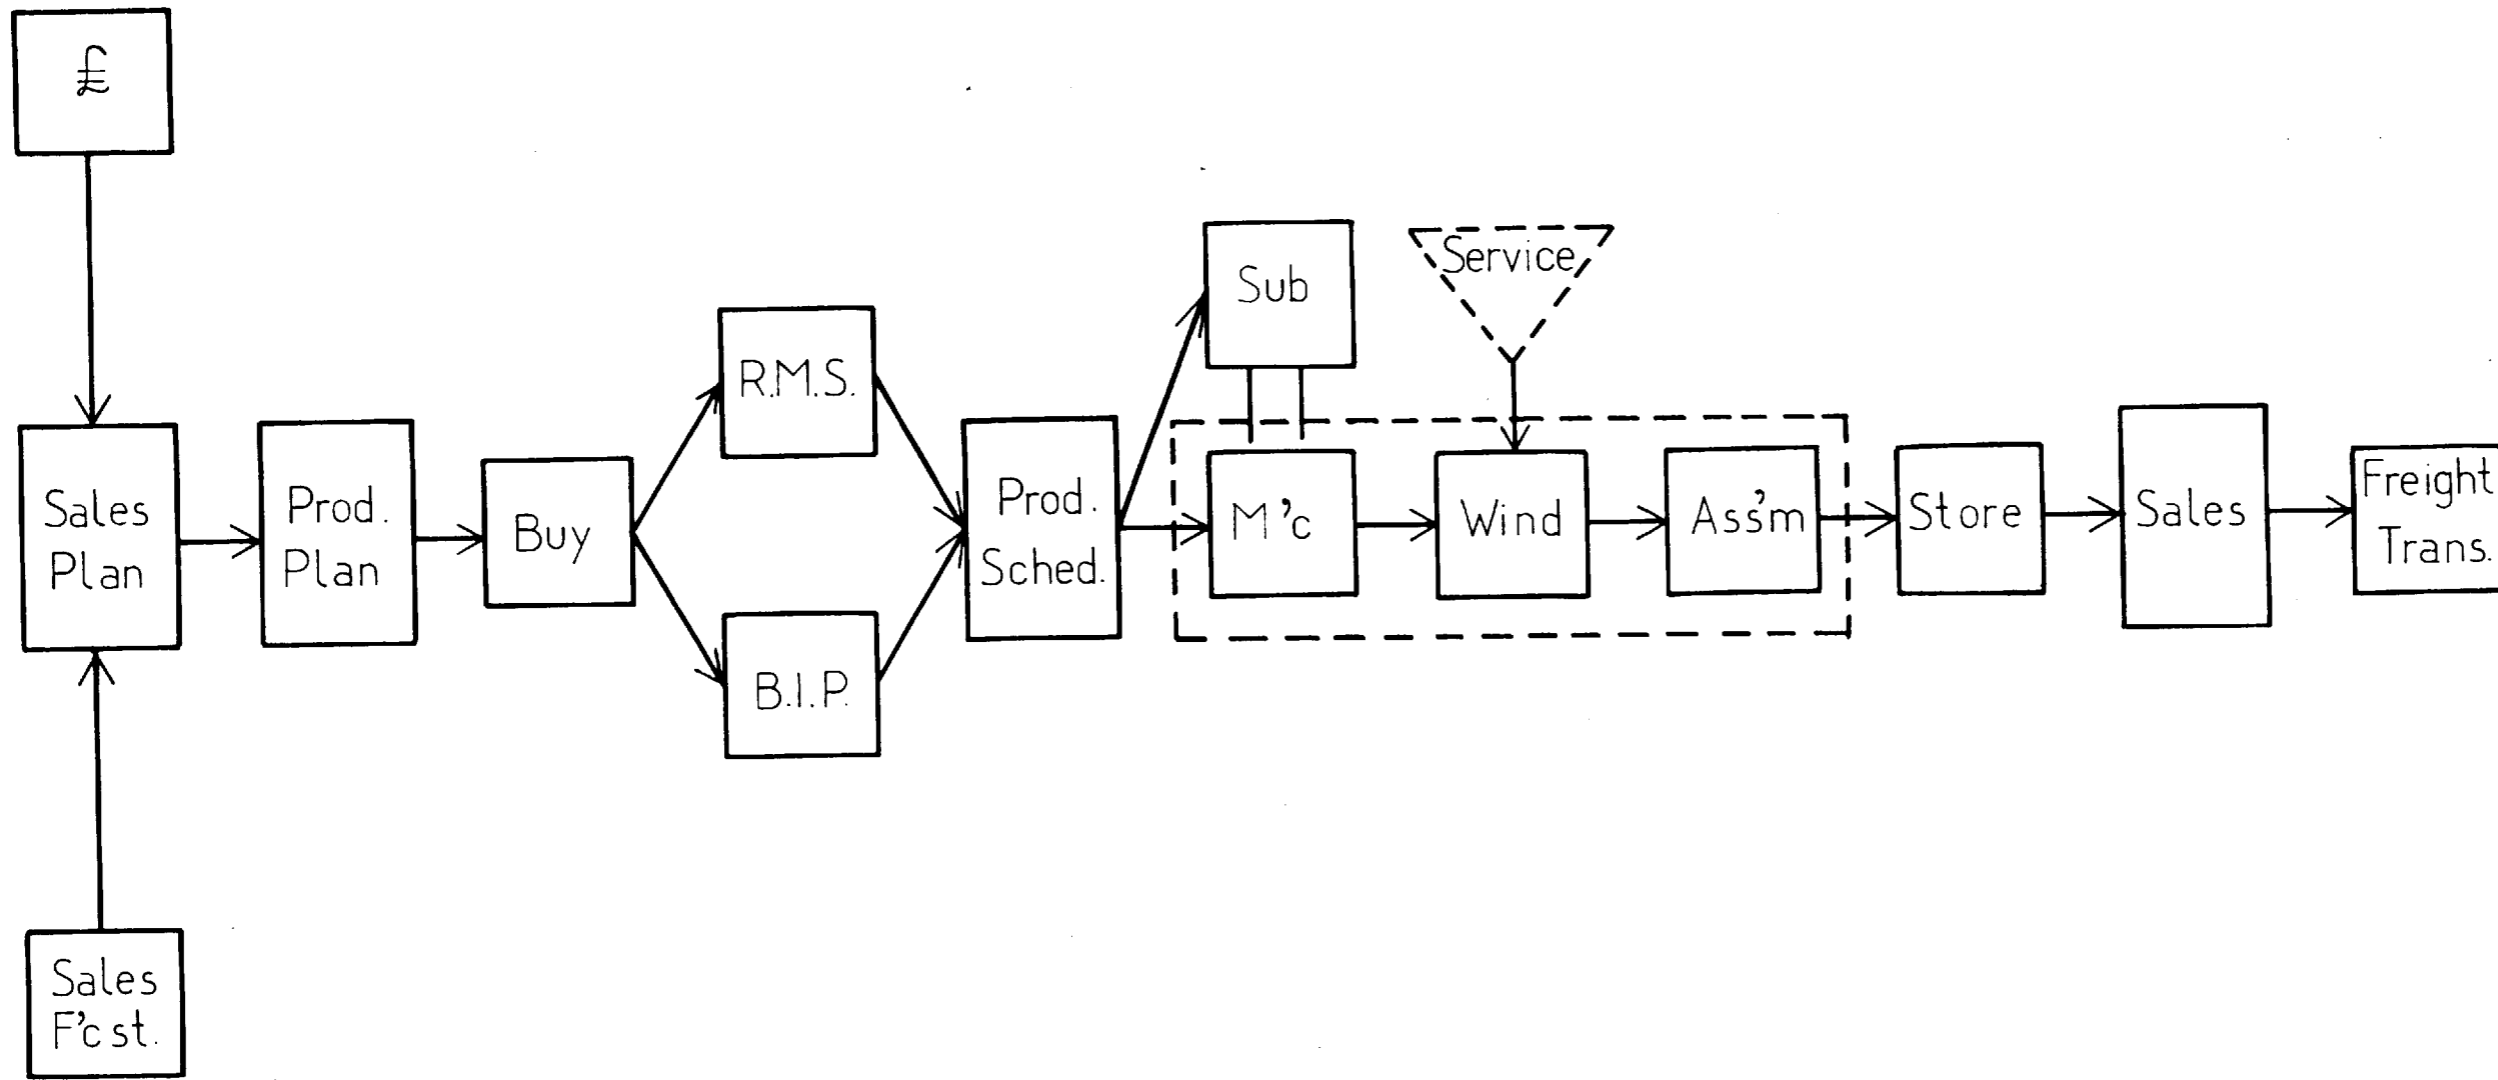 £
Sales
Plan
Sales
F'cst.
Prod.
Plan
Buy
R.M.S.
B.I.P.
Prod.
Sched.
Sub
Service
M'c
Wind
Ass'm
Store
Sales
Freight
Trans.